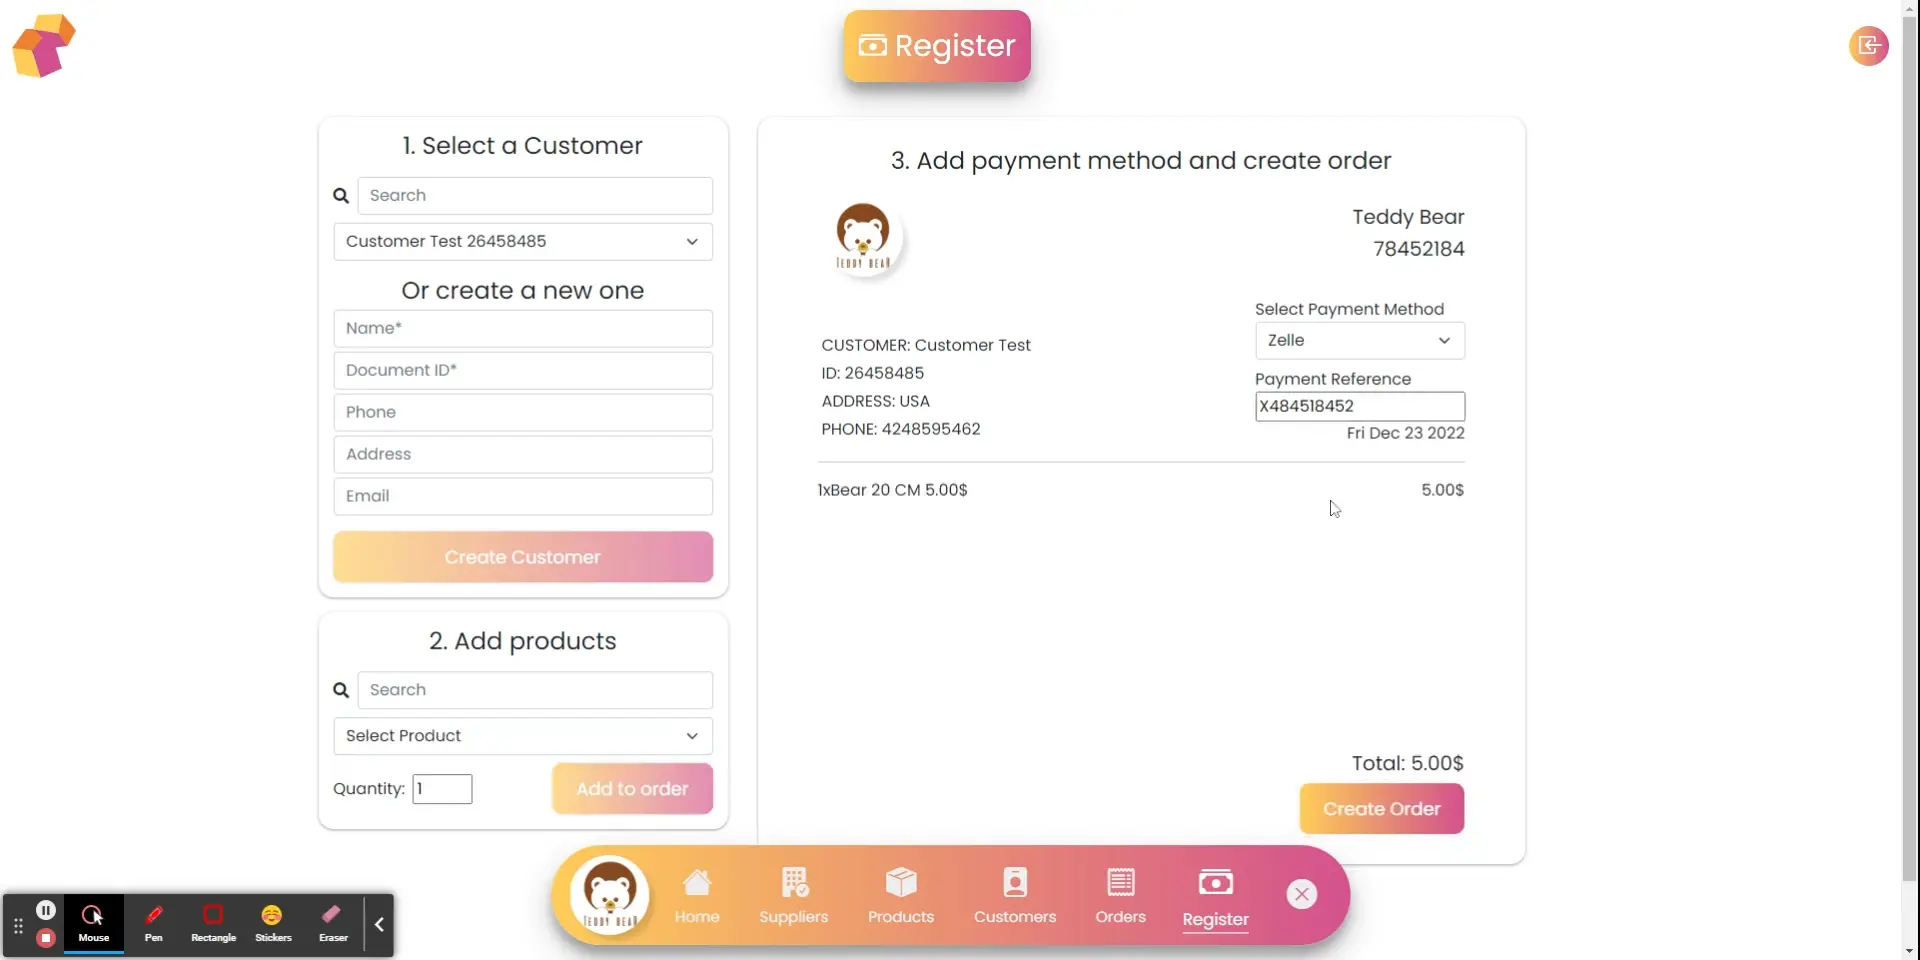 Register
1. Select a Customer
Search
Customer Test 26458485
Or create a new one
Name*
Document ID*
Phone
Address
Email
Create Customer
2. Add products
Search
Select Product
Quantity: 1
Add to order
3. Add payment method and create order
TEDDY BEAR
Teddy Bear
78452184
Select Payment Method
Zelle
Payment Reference
X484518452
Fri Dec 23 2022
CUSTOMER: Customer Test
ID: 26458485
ADDRESS: USA
PHONE: 4248595462
1xBear 20 CM 5.00$ 5.00$
Total: 5.00$
Create Order
TEDDY BEAR
Home
Suppliers
Products
Customers
Orders
Register
Mouse
Pen
Rectangle
Stickers
Eraser